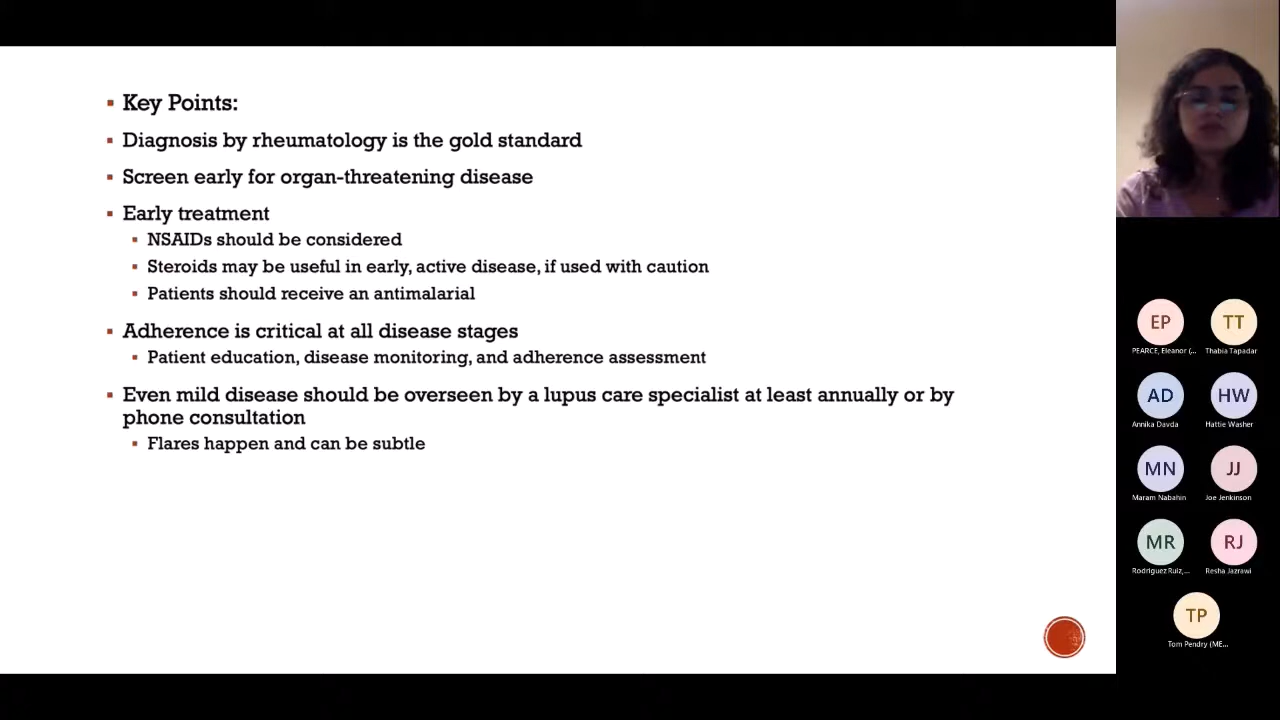 Key Points:
Diagnosis by rheumatology is the gold standard
Screen early for organ-threatening disease
Early treatment
NSAIDs should be considered
Steroids may be useful in early, active disease, if used with caution
Patients should receive an antimalarial
Adherence is critical at all disease stages
Patient education, disease monitoring, and adherence assessment
Even mild disease should be overseen by a lupus care specialist at least annually or by
phone consultation
Flares happen and can be subtle
EP TT
PEARCE, Eleanor (... Thabia Tapadar
AD HW
Annika Davda Hattie Washer
MN JJ
Maram Nabahin Joe Jenkinson
MR RJ
Rodriguez Ruiz,... Resha Jazrawi
TP
Tom Pendry (ME...